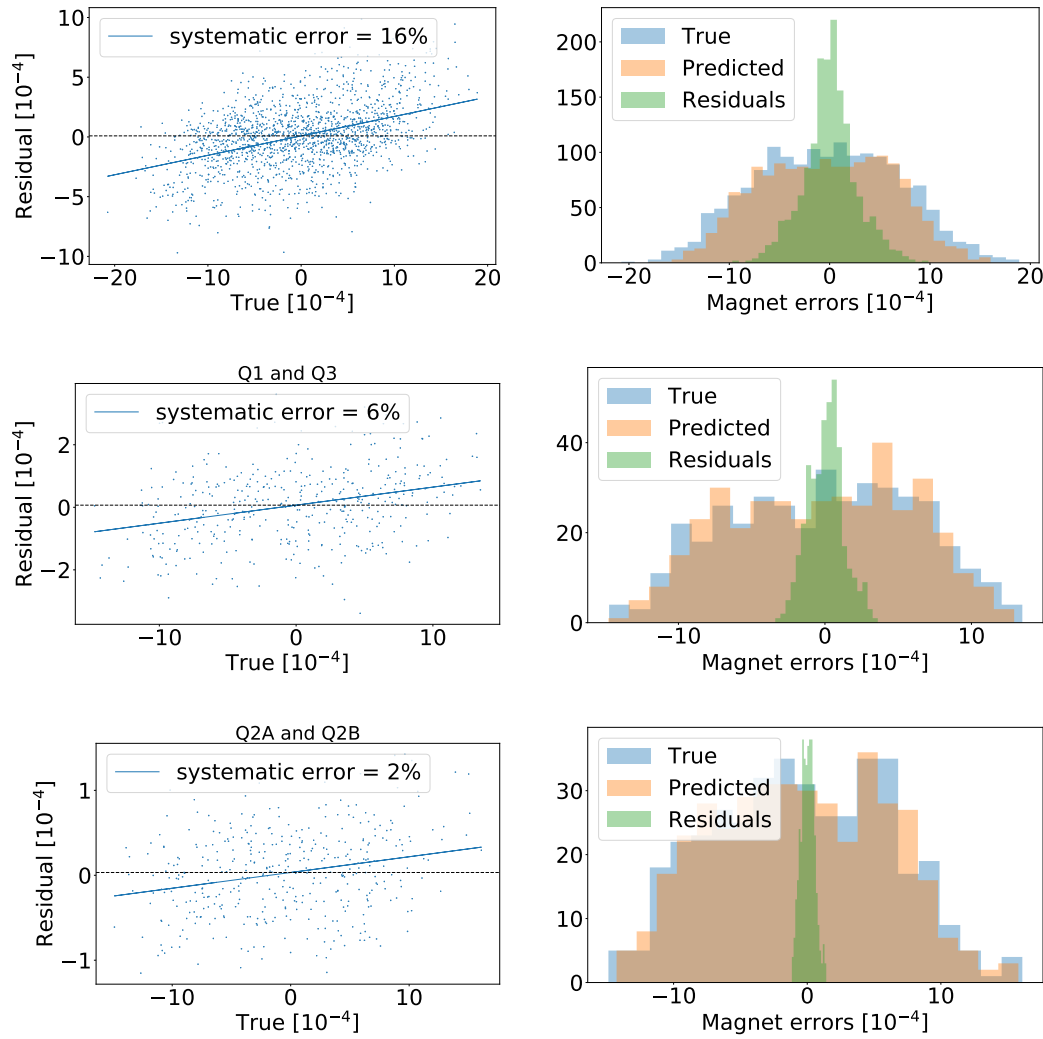 10
5
0
−5
−10
Residual [10⁻⁴]
systematic error = 16%
−20
−10
0
10
20
True [10⁻⁴]
200
150
100
50
0
True
Predicted
Residuals
−20
−10
0
10
20
Magnet errors [10⁻⁴]
Q1 and Q3
2
0
−2
Residual [10⁻⁴]
systematic error = 6%
−10
0
10
True [10⁻⁴]
40
20
0
True
Predicted
Residuals
−10
0
10
Magnet errors [10⁻⁴]
Q2A and Q2B
1
0
−1
Residual [10⁻⁴]
systematic error = 2%
−10
0
10
True [10⁻⁴]
30
20
10
0
True
Predicted
Residuals
−10
0
10
Magnet errors [10⁻⁴]